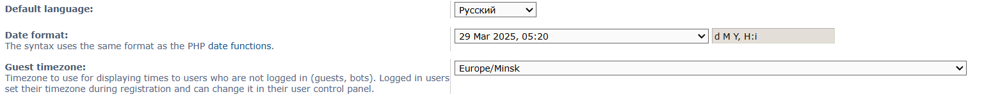 Default language:
Русский
Date format:
The syntax uses the same format as the PHP date functions.
29 Mar 2025, 05:20
d M Y, H:i
Guest timezone:
Timezone to use for displaying times to users who are not logged in (guests, bots). Logged in users
set their timezone during registration and can change it in their user control panel.
Europe/Minsk